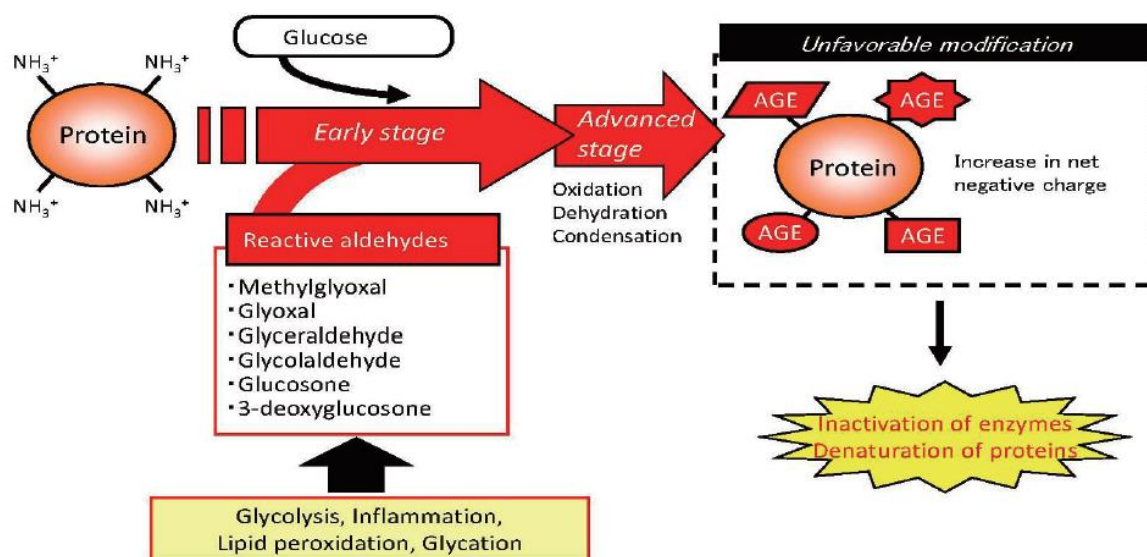 NH₃⁺
NH₃⁺
Protein
NH₃⁺
NH₃⁺
Glucose
Early stage
Advanced
stage
Oxidation
Dehydration
Condensation
Reactive aldehydes
・Methylglyoxal
・Glyoxal
・Glyceraldehyde
・Glycolaldehyde
・Glucosone
・3-deoxyglucosone
Glycolysis, Inflammation,
Lipid peroxidation, Glycation
Unfavorable modification
AGE
AGE
Protein
AGE
AGE
Increase in net
negative charge
Inactivation of enzymes
Denaturation of proteins